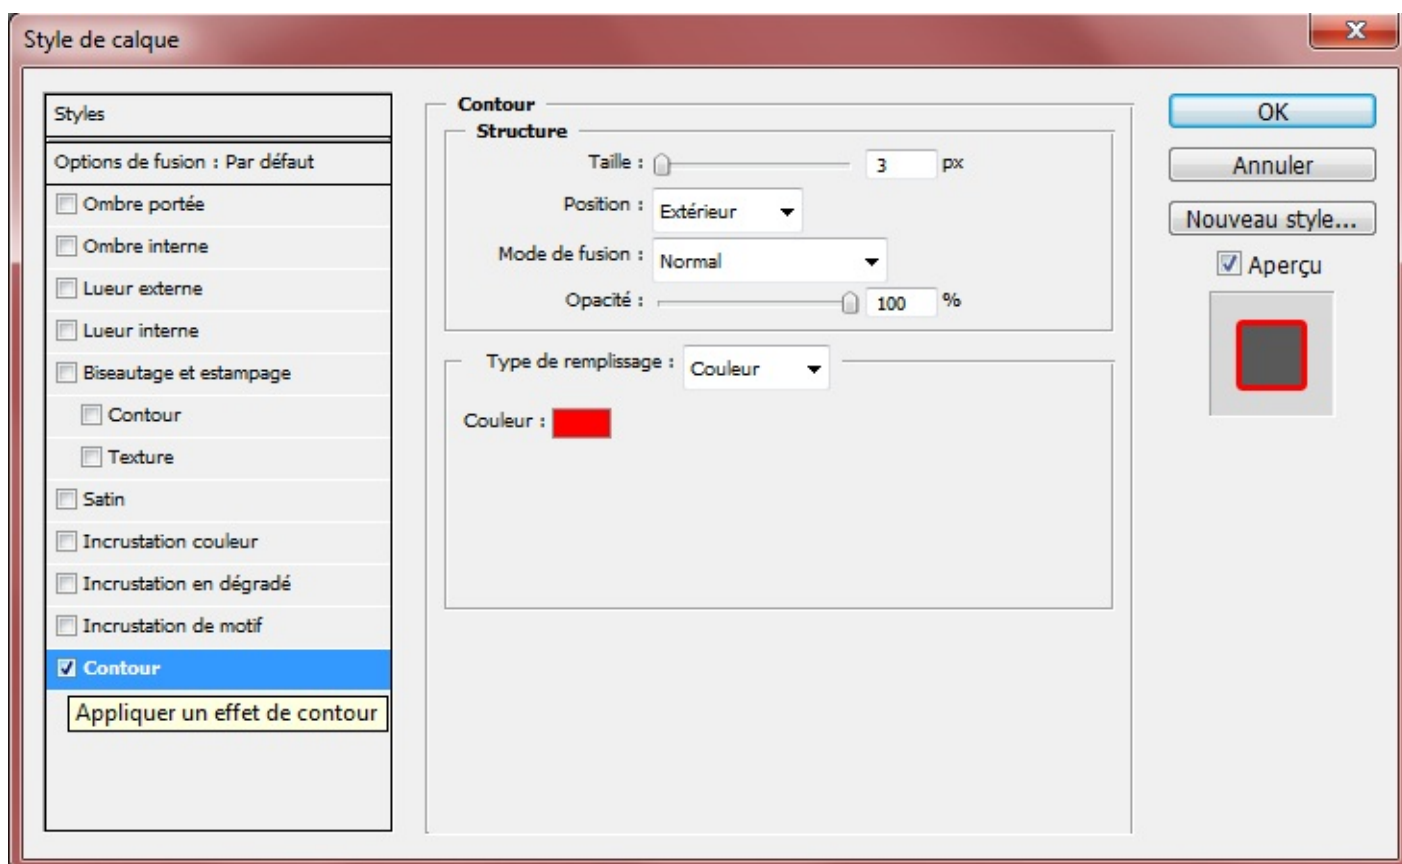 Style de calque
x
Styles
Options de fusion : Par défaut
Ombre portée
Ombre interne
Lueur externe
Lueur interne
Biseautage et estampage
Contour
Texture
Satin
Incrustation couleur
Incrustation en dégradé
Incrustation de motif
Contour
Appliquer un effet de contour
Contour
Structure
Taille : 3 px
Position : Extérieur
Mode de fusion : Normal
Opacité : 100 %
Type de remplissage : Couleur
Couleur :
OK
Annuler
Nouveau style...
Aperçu